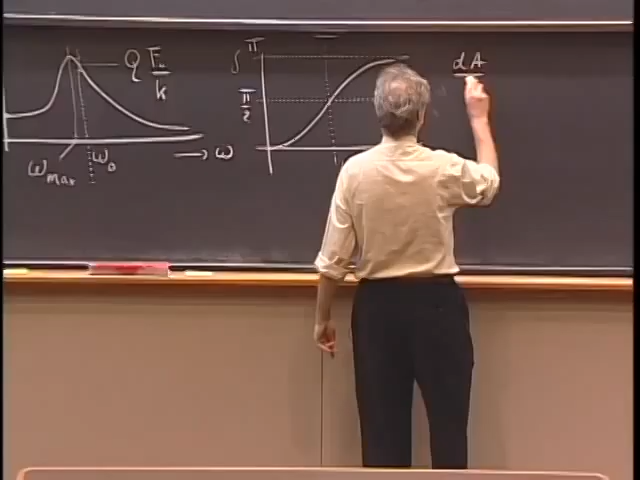 Q F₀/k
ω_max
ω₀
→ ω
δ
π
π/2
dA